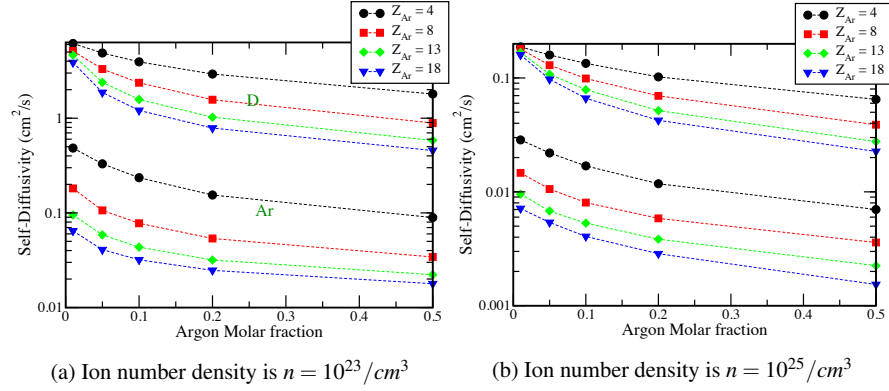 Z_Ar = 4
Z_Ar = 8
Z_Ar = 13
Z_Ar = 18
D
Ar
1
0.1
0.01
0 0.1 0.2 0.3 0.4 0.5
Self-Diffusivity (cm²/s)
Argon Molar fraction
(a) Ion number density is n = 10²³/cm³
Z_Ar = 4
Z_Ar = 8
Z_Ar = 13
Z_Ar = 18
0.1
0.01
0.001
0 0.1 0.2 0.3 0.4 0.5
Self-Diffusivity (cm²/s)
Argon Molar fraction
(b) Ion number density is n = 10²⁵/cm³